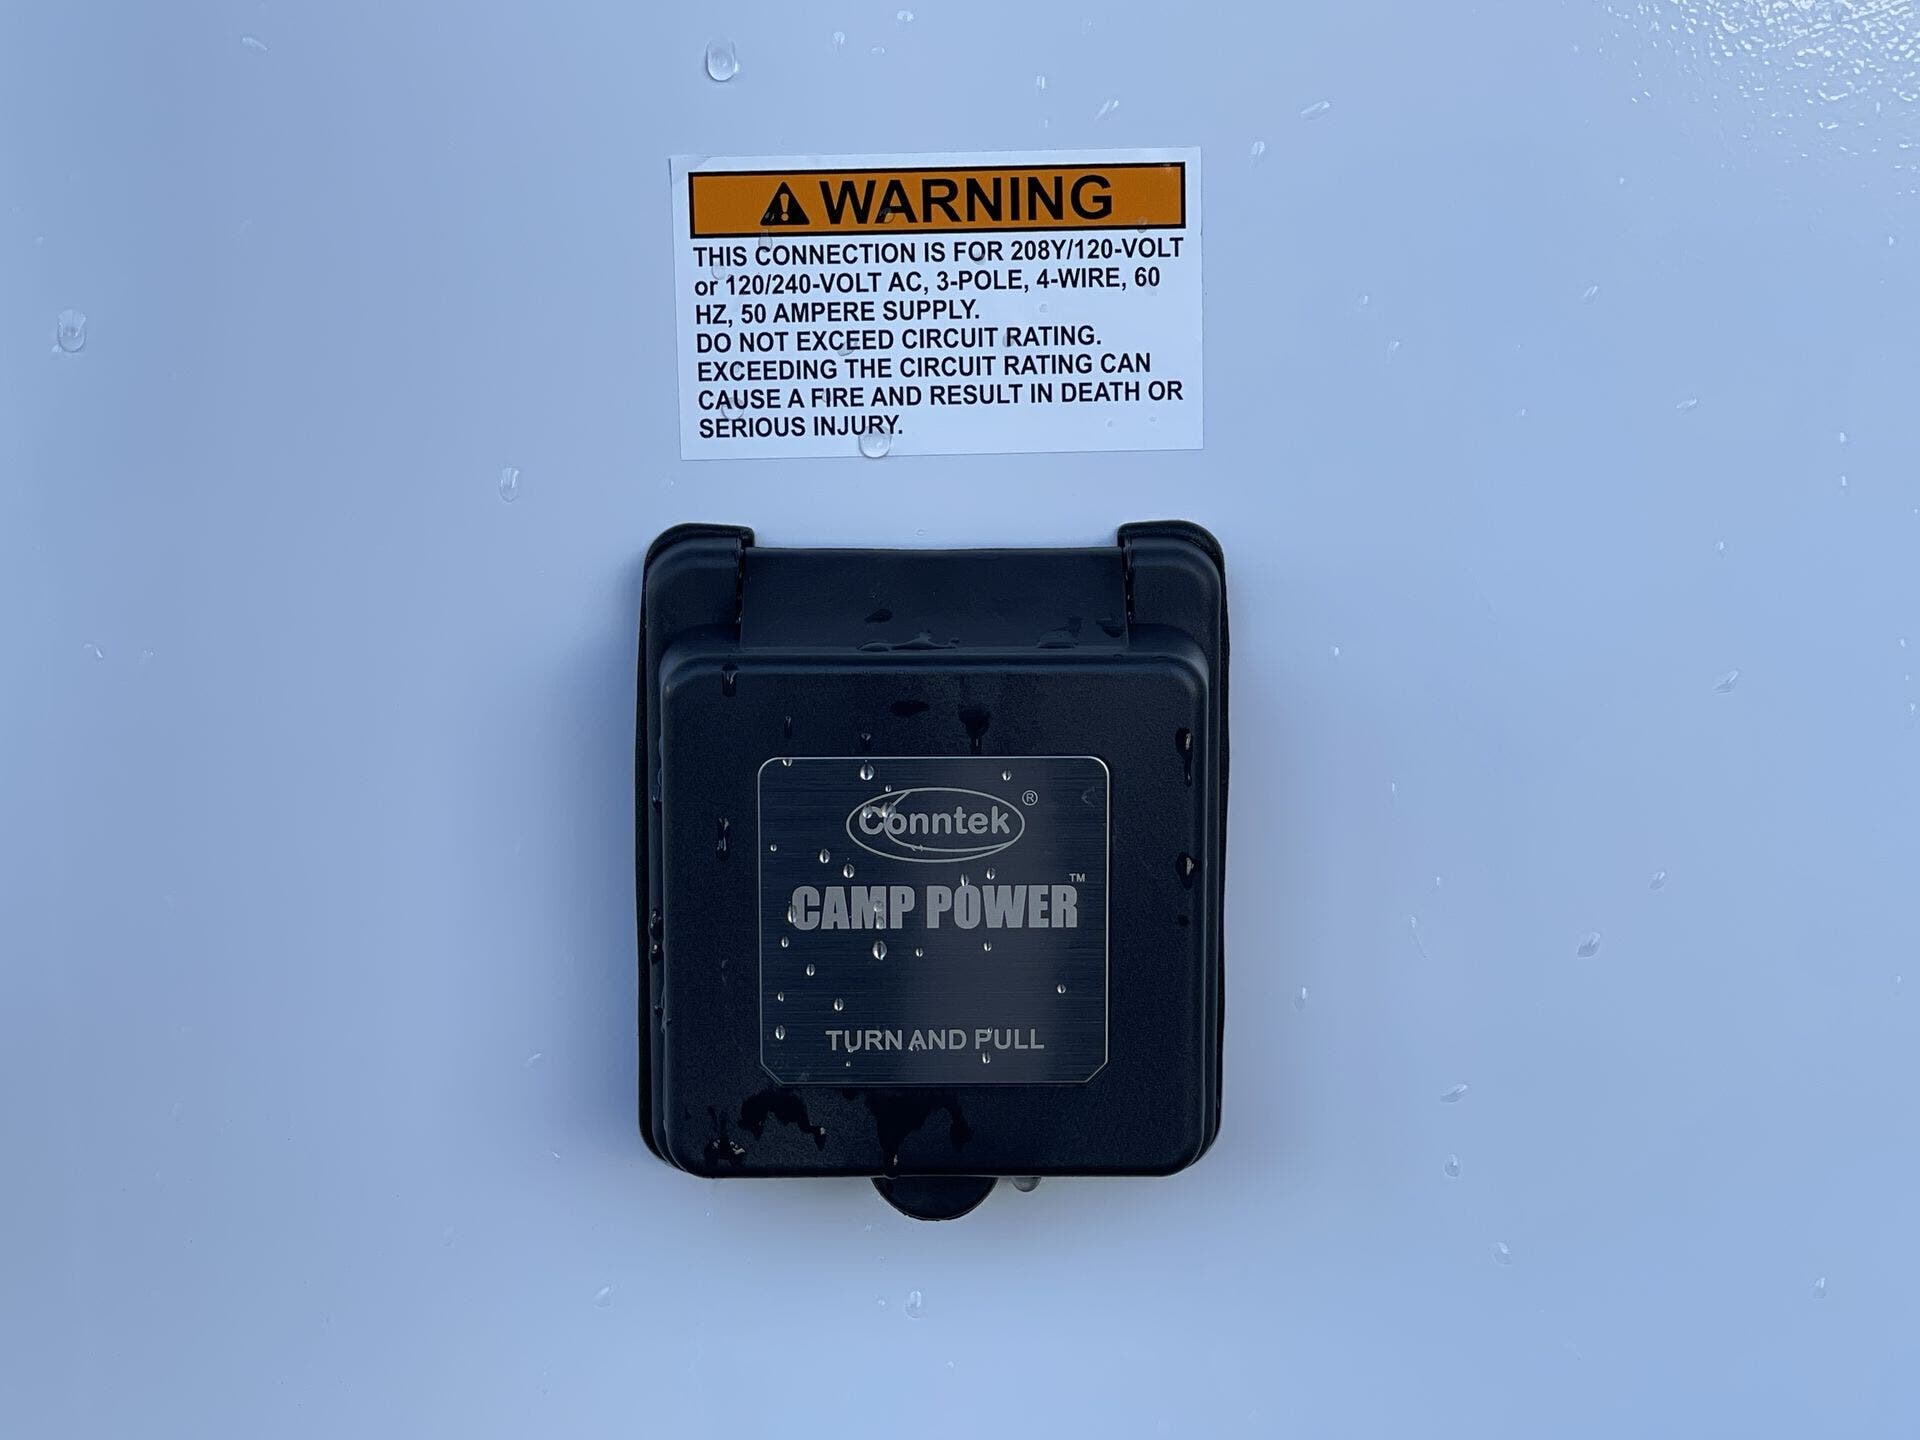 WARNING
THIS CONNECTION IS FOR 208Y/120-VOLT
or 120/240-VOLT AC, 3-POLE, 4-WIRE, 60
HZ, 50 AMPERE SUPPLY.
DO NOT EXCEED CIRCUIT RATING.
EXCEEDING THE CIRCUIT RATING CAN
CAUSE A FIRE AND RESULT IN DEATH OR
SERIOUS INJURY.
Conntek®
CAMP POWER™
TURN AND PULL